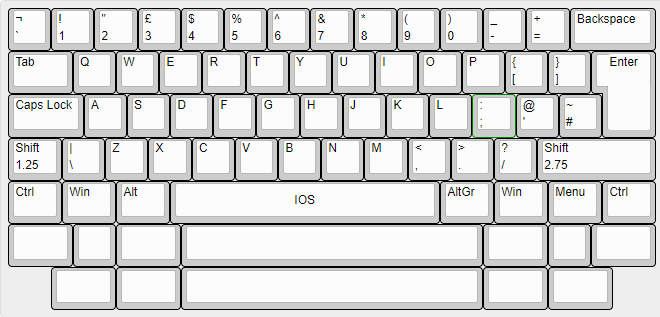 ¬ ! " £ $ % ^ & * ( ) _ + Backspace
` 1 2 3 4 5 6 7 8 9 0 - =
Tab Q W E R T Y U I O P { } Enter
[ ]
Caps Lock A S D F G H J K L : @ ~
; ' #
Shift | Z X C V B N M < > ? Shift
1.25 \ , . / 2.75
Ctrl Win Alt IOS AltGr Win Menu Ctrl